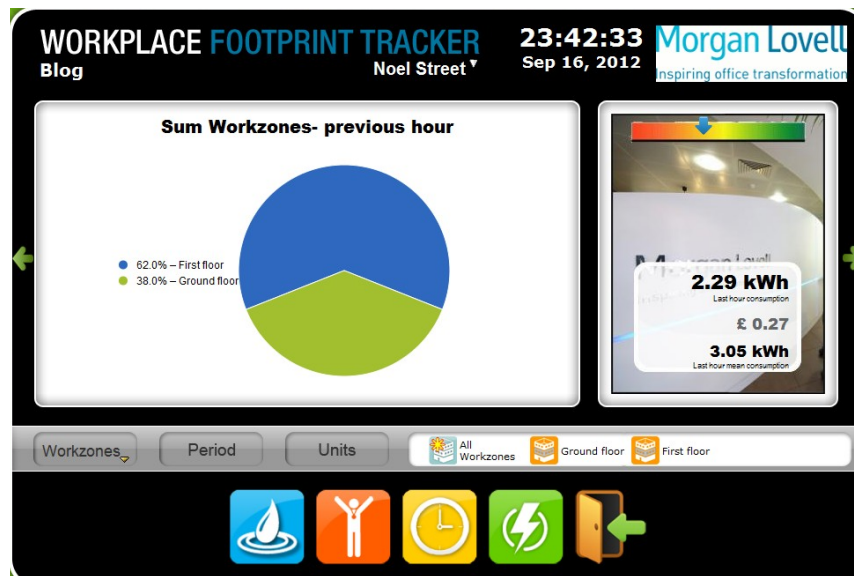 WORKPLACE FOOTPRINT TRACKER
Blog
Noel Street
23:42:33
Sep 16, 2012
Morgan Lovell
inspiring office transformation
Sum Workzones- previous hour
62.0% – First floor
38.0% – Ground floor
Morgan Lovell
2.29 kWh
Last hour consumption
£ 0.27
3.05 kWh
Last hour mean consumption
Workzones
Period
Units
All
Workzones
Ground floor
First floor